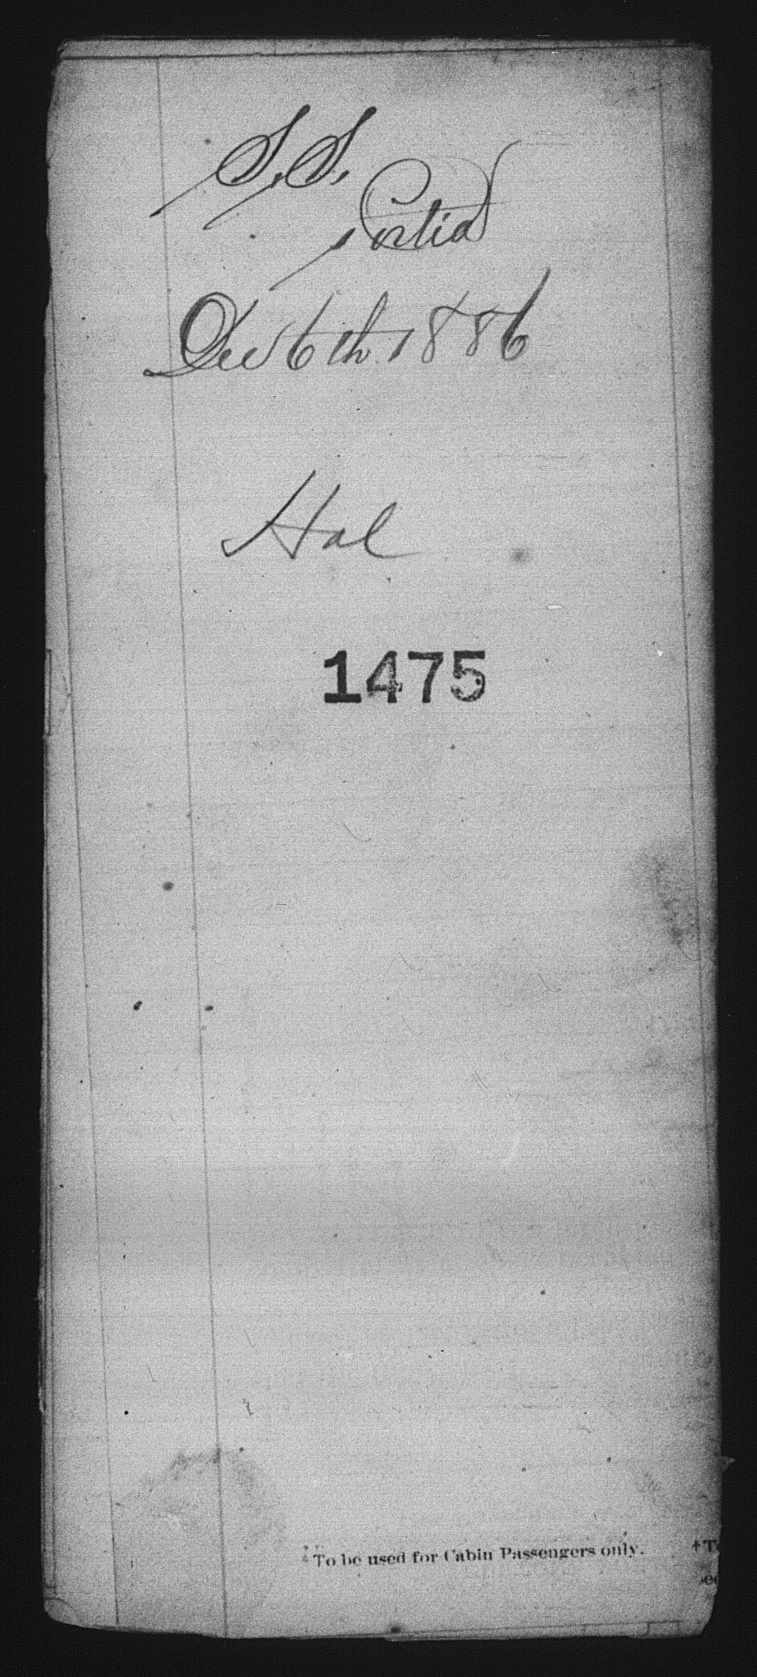 S.S.
Portia
Dec 6th 1886
Hal
1475
To be used for Cabin Passengers only.